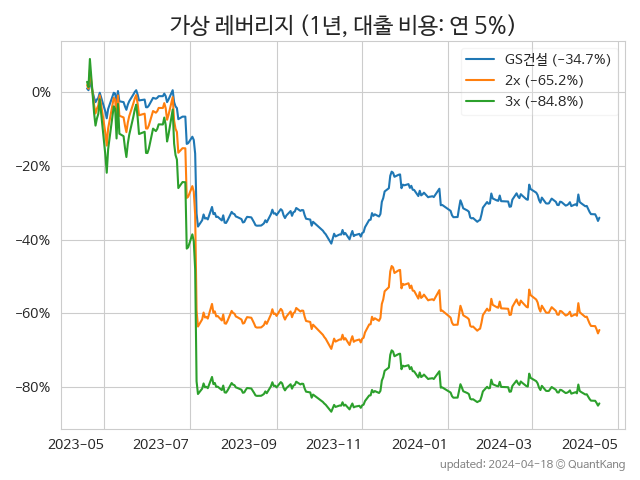 가상 레버리지 (1년, 대출 비용: 연 5%)
GS건설 (−34.7%)
2x (−65.2%)
3x (−84.8%)
0%
−20%
−40%
−60%
−80%
2023−05 2023−07 2023−09 2023−11 2024−01 2024−03 2024−05
updated: 2024-04-18 © QuantKang